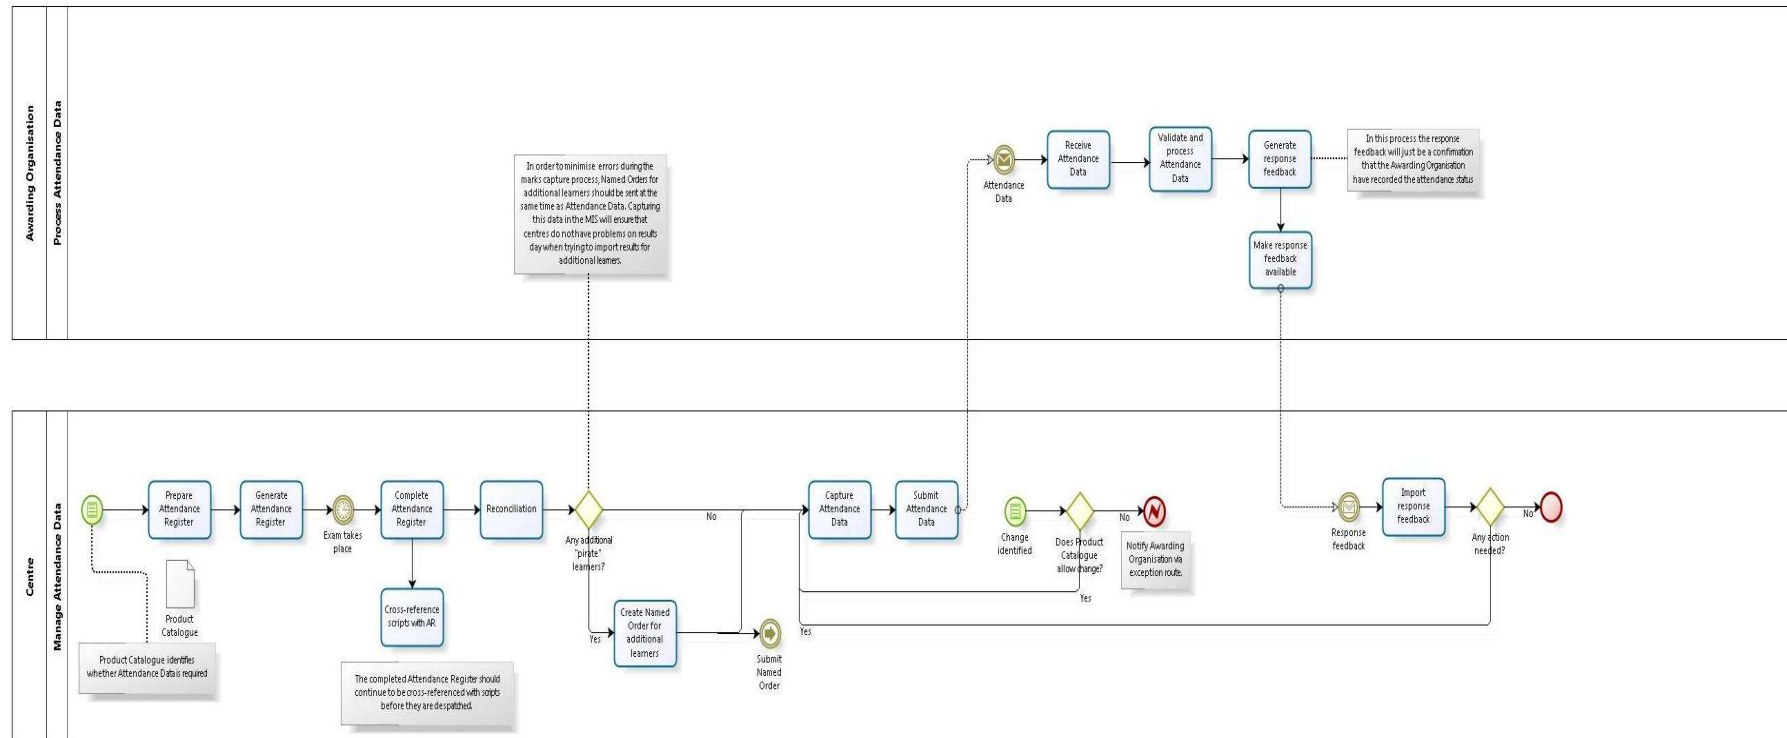 Awarding Organisation
Process Attendance Data
In order to minimise errors during the
marks capture process, Named Orders for
additional learners should be sent at the
same time as Attendance Data. Capturing
this data in the MIS will ensure that
centres do not have problems on results
day when trying to import results for
additional learners.
Attendance
Data
Receive
Attendance
Data
Validate and
process
Attendance
Data
Generate
response
feedback
In this process the response
feedback will just be a confirmation
that the Awarding Organisation
have recorded the attendance status
Make response
feedback
available
Centre
Manage Attendance Data
Prepare
Attendance
Register
Generate
Attendance
Register
Exam takes
place
Complete
Attendance
Register
Reconciliation
Any additional
"pirate"
learners?
No
Yes
Capture
Attendance
Data
Submit
Attendance
Data
Change
identified
Does Product
Catalogue
allow change?
No
Yes
Notify Awarding
Organisation via
exception route.
Response
feedback
Import
response
feedback
Any action
needed?
No
Yes
Product
Catalogue
Product Catalogue identifies
whether Attendance Data is required
Cross-reference
scripts with AR
The completed Attendance Register should
continue to be cross-referenced with scripts
before they are despatched.
Create Named
Order for
additional
learners
Submit
Named
Order